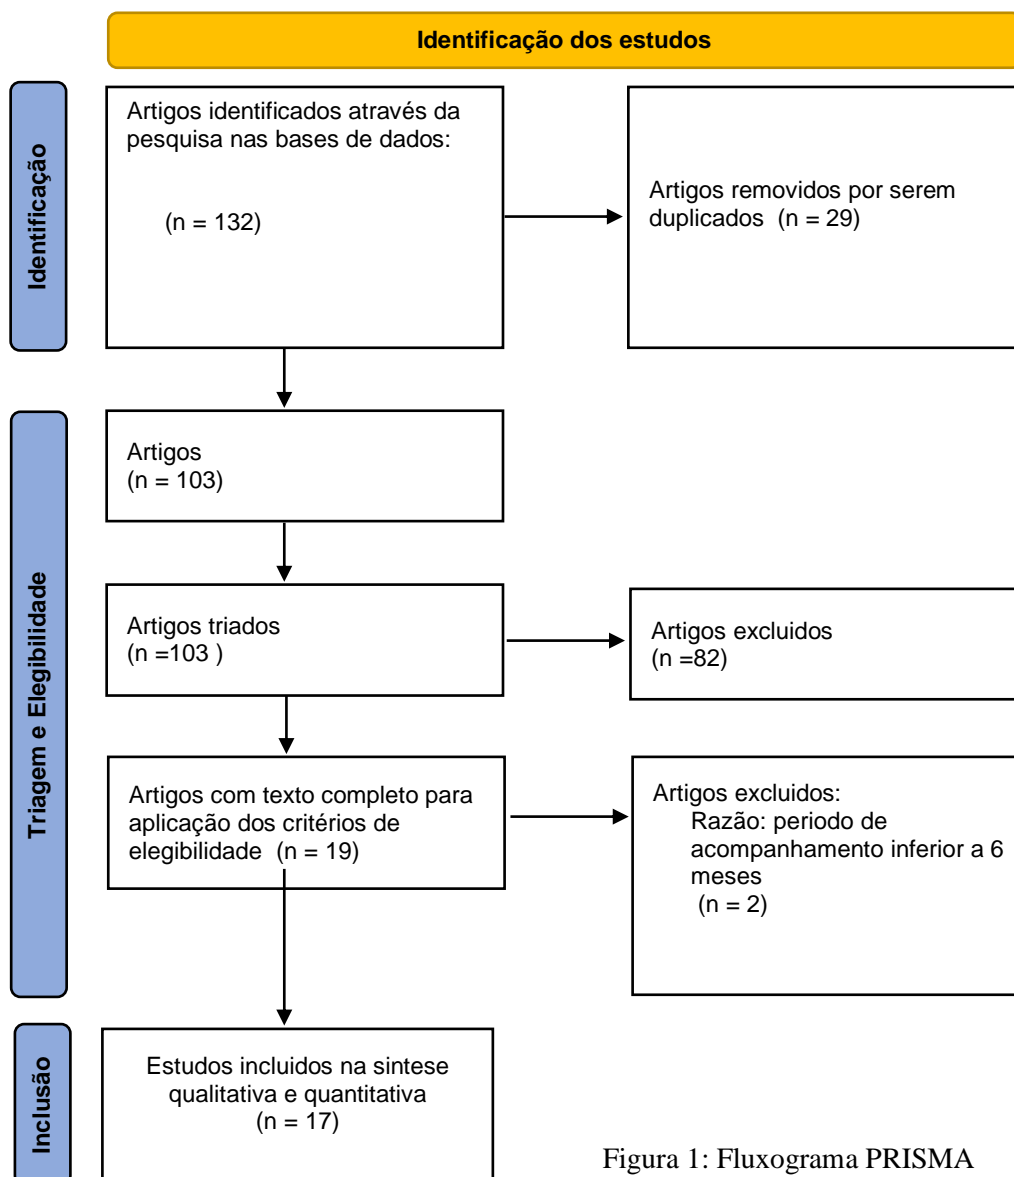 Identificação dos estudos
Identificação
Artigos identificados através da
pesquisa nas bases de dados:
(n = 132)
Artigos removidos por serem
duplicados (n = 29)
Triagem e Elegibilidade
Artigos
(n = 103)
Artigos triados
(n =103 )
Artigos excluidos
(n =82)
Artigos com texto completo para
aplicação dos critérios de
elegibilidade (n = 19)
Artigos excluidos:
Razão: periodo de
acompanhamento inferior a 6
meses
(n = 2)
Inclusão
Estudos incluidos na sintese
qualitativa e quantitativa
(n = 17)
Figura 1: Fluxograma PRISMA